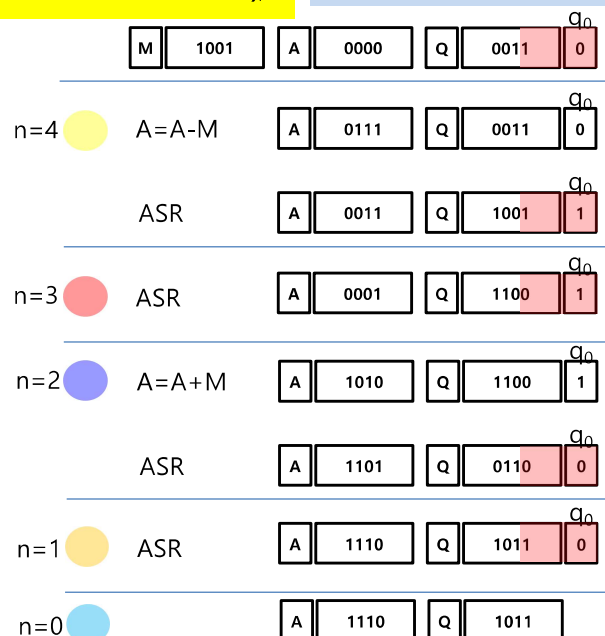 q0
M 1001 A 0000 Q 0011 0
q0
n=4 A=A-M A 0111 Q 0011 0
q0
ASR A 0011 Q 1001 1
q0
n=3 ASR A 0001 Q 1100 1
q0
n=2 A=A+M A 1010 Q 1100 1
q0
ASR A 1101 Q 0110 0
q0
n=1 ASR A 1110 Q 1011 0
n=0 A 1110 Q 1011